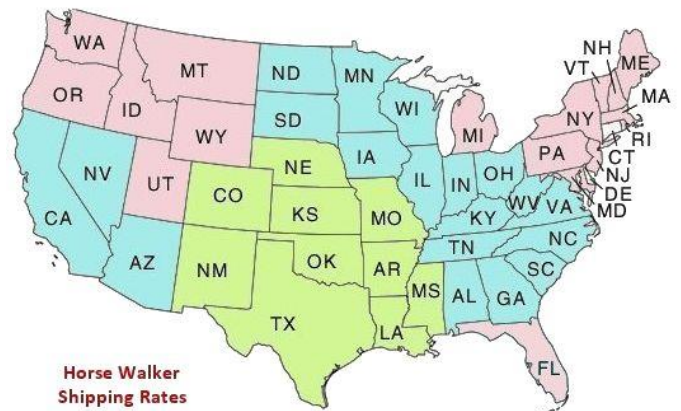 WA
MT
ND
MN
VT
NH
ME
OR
ID
WY
SD
WI
MI
NY
MA
RI
CT
NJ
DE
MD
PA
NV
UT
CO
NE
IA
IL
IN
OH
WV
VA
KY
CA
KS
MO
AZ
NM
OK
AR
TN
NC
SC
MS
AL
GA
TX
LA
FL
Horse Walker
Shipping Rates